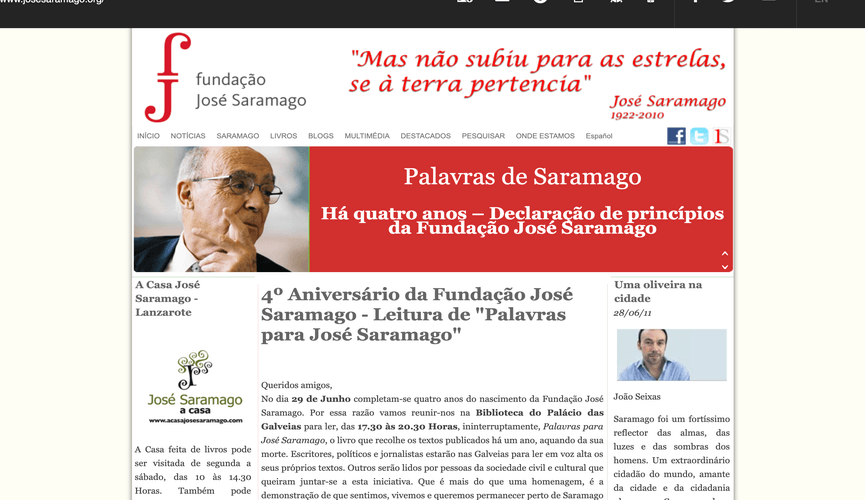 www.josesaramago.org/
EN
fundação
José Saramago
"Mas não subiu para as estrelas,
se à terra pertencia"
José Saramago
1922-2010
INÍCIO NOTÍCIAS SARAMAGO LIVROS BLOGS MULTIMÉDIA DESTACADOS PESQUISAR ONDE ESTAMOS Español
Palavras de Saramago
Há quatro anos – Declaração de princípios
da Fundação José Saramago
A Casa José
Saramago -
Lanzarote
José Saramago
a casa
www.acasajosesaramago.com
A Casa feita de livros pode
ser visitada de segunda a
sábado, das 10 às 14.30
Horas. Também pode
4º Aniversário da Fundação José
Saramago - Leitura de "Palavras
para José Saramago"
Queridos amigos,
No dia 29 de Junho completam-se quatro anos do nascimento da Fundação José
Saramago. Por essa razão vamos reunir-nos na Biblioteca do Palácio das
Galveias para ler, das 17.30 às 20.30 Horas, ininterruptamente, Palavras para
José Saramago, o livro que recolhe os textos publicados há um ano, aquando da sua
morte. Escritores, políticos e jornalistas estarão nas Galveias para ler em voz alta os
seus próprios textos. Outros serão lidos por pessoas da sociedade civil e cultural que
queiram juntar-se a esta iniciativa. Que é mais do que uma homenagem, é a
demonstração de que sentimos, vivemos e queremos permanecer perto de Saramago
Uma oliveira na
cidade
28/06/11
João Seixas
Saramago foi um fortíssimo
reflector das almas, das
luzes e das sombras dos
homens. Um extraordinário
cidadão do mundo, amante
da cidade e da cidadania